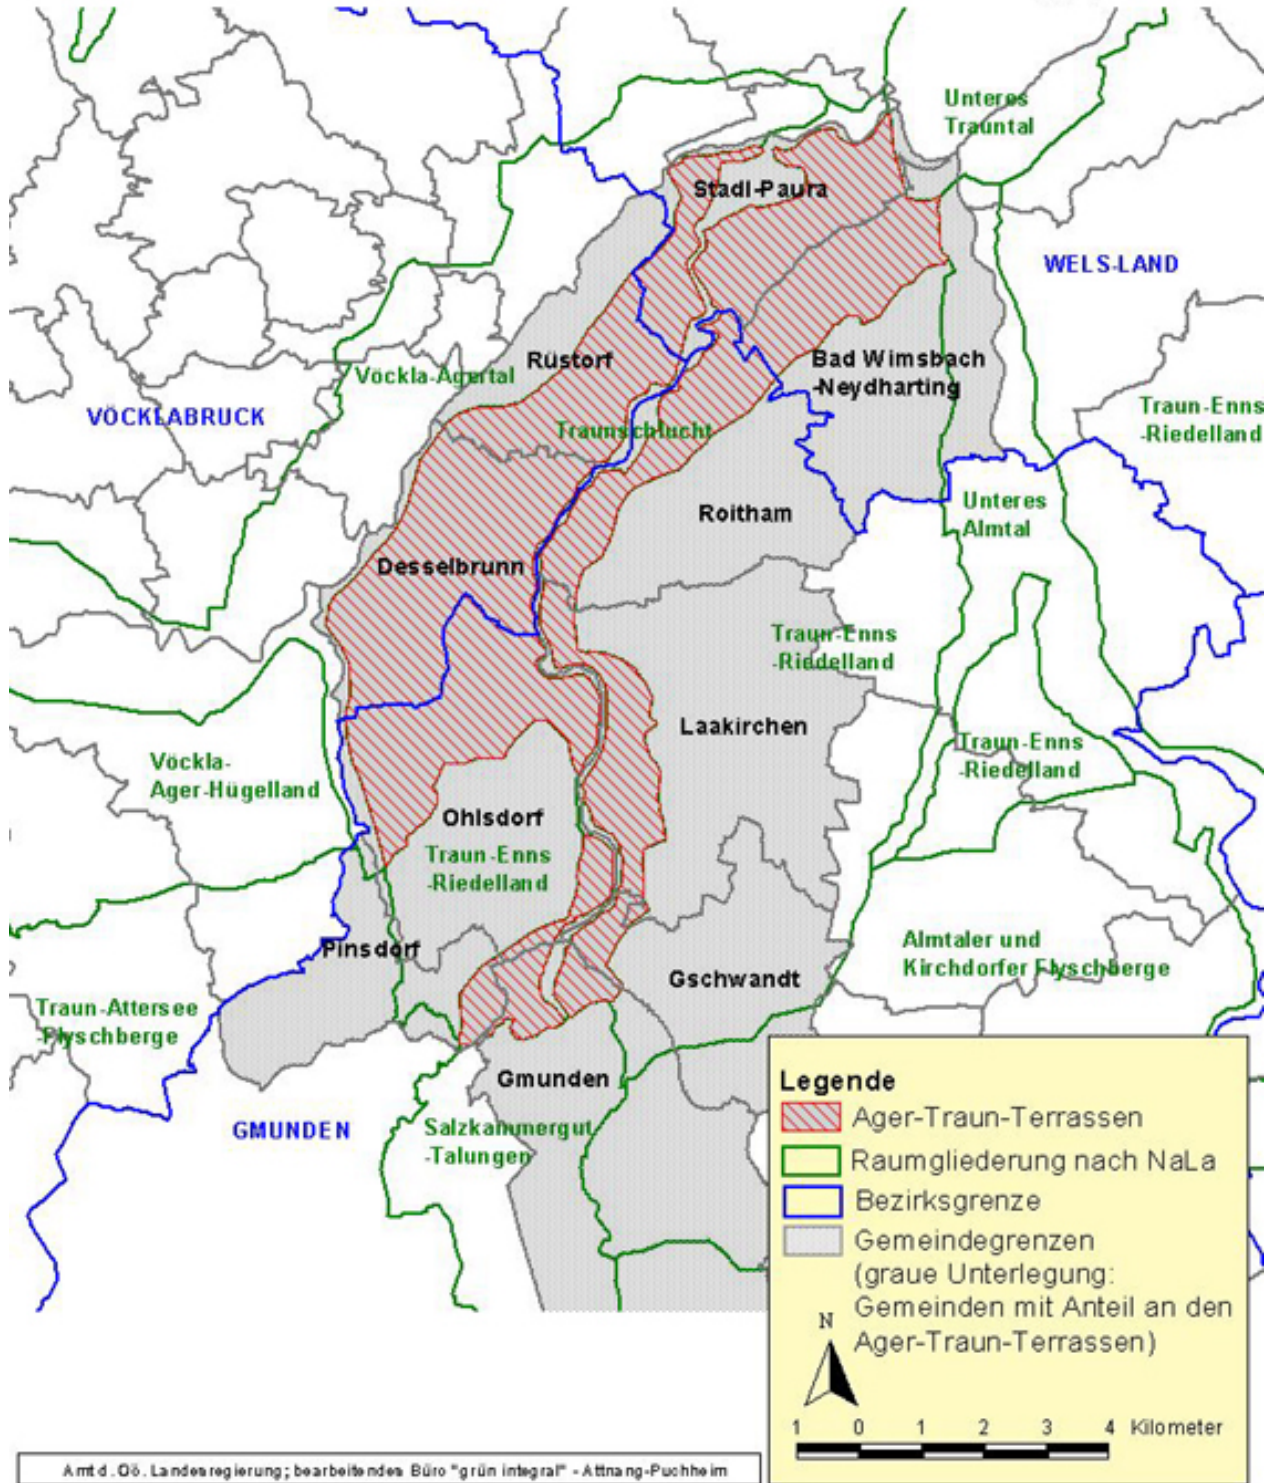 Unteres
Trauntal
Stadl-Paura
WELS-LAND
Rüstorf
Bad Wimsbach
-Neydharting
Vöckla-Agertal
VÖCKLABRUCK
Traun-Enns
-Riedelland
Traunschlucht
Roitham
Unteres
Almtal
Desselbrunn
Traun-Enns
-Riedelland
Laakirchen
Traun-Enns
-Riedelland
Vöckla-
Ager-Hügelland
Ohlsdorf
Traun-Enns
-Riedelland
Pinsdorf
Almtaler und
Kirchdorfer Flyschberge
Gschwandt
Traun-Attersee
-Flyschberge
Gmunden
GMUNDEN
Salzkammergut
-Talungen
Legende
Ager-Traun-Terrassen
Raumgliederung nach NaLa
Bezirksgrenze
Gemeindegrenzen
(graue Unterlegung:
Gemeinden mit Anteil an den
Ager-Traun-Terrassen)
N
1 0 1 2 3 4 Kilometer
Amt d. Oö. Landesregierung; bearbeitendes Büro "grün integral" - Attnang-Puchheim